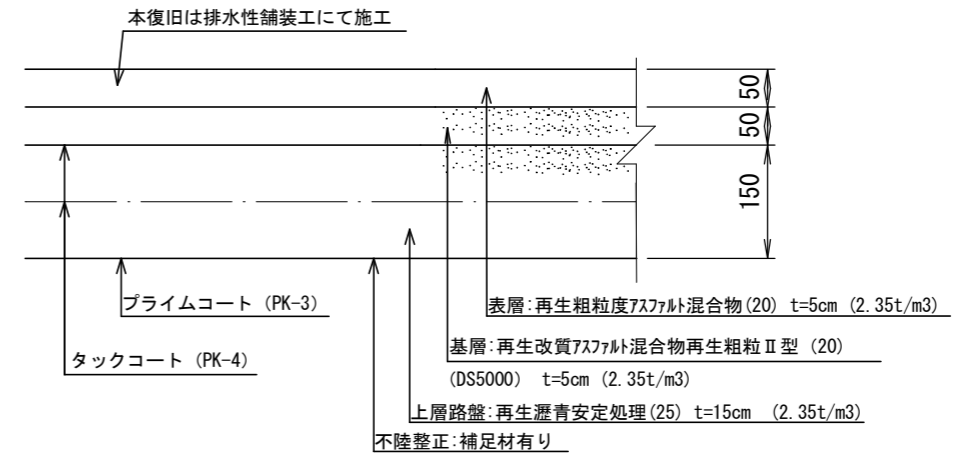 本復旧は排水性舗装工にて施工
50
50
150
プライムコート (PK-3)
タックコート (PK-4)
表層:再生粗粒度ｱｽﾌｧﾙﾄ混合物(20) t=5cm (2.35t/m3)
基層:再生改質ｱｽﾌｧﾙﾄ混合物再生粗粒Ⅱ型 (20)
(DS5000) t=5cm (2.35t/m3)
上層路盤:再生瀝青安定処理(25) t=15cm (2.35t/m3)
不陸整正:補足材有り